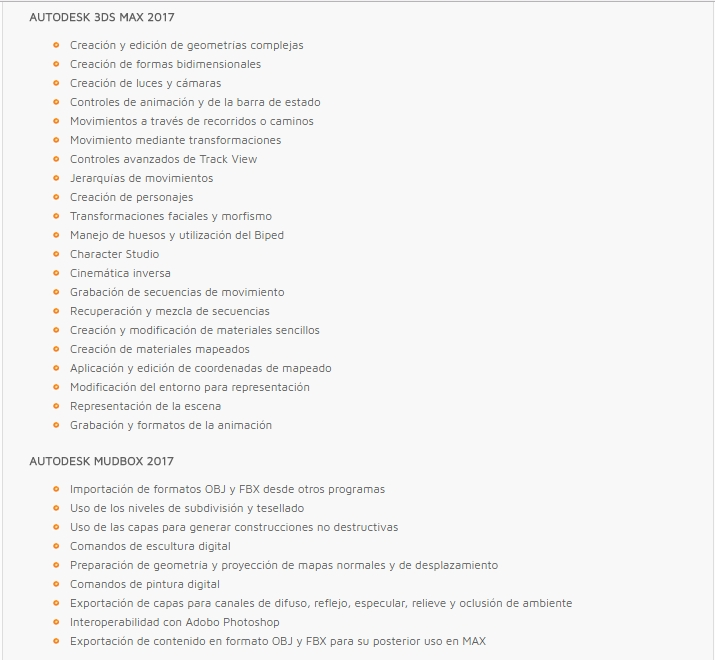 AUTODESK 3DS MAX 2017
Creación y edición de geometrías complejas
Creación de formas bidimensionales
Creación de luces y cámaras
Controles de animación y de la barra de estado
Movimientos a través de recorridos o caminos
Movimiento mediante transformaciones
Controles avanzados de Track View
Jerarquías de movimientos
Creación de personajes
Transformaciones faciales y morfismo
Manejo de huesos y utilización del Biped
Character Studio
Cinemática inversa
Grabación de secuencias de movimiento
Recuperación y mezcla de secuencias
Creación y modificación de materiales sencillos
Creación de materiales mapeados
Aplicación y edición de coordenadas de mapeado
Modificación del entorno para representación
Representación de la escena
Grabación y formatos de la animación
AUTODESK MUDBOX 2017
Importación de formatos OBJ y FBX desde otros programas
Uso de los niveles de subdivisión y tesellado
Uso de las capas para generar construcciones no destructivas
Comandos de escultura digital
Preparación de geometría y proyección de mapas normales y de desplazamiento
Comandos de pintura digital
Exportación de capas para canales de difuso, reflejo, especular, relieve y oclusión de ambiente
Interoperabilidad con Adobo Photoshop
Exportación de contenido en formato OBJ y FBX para su posterior uso en MAX